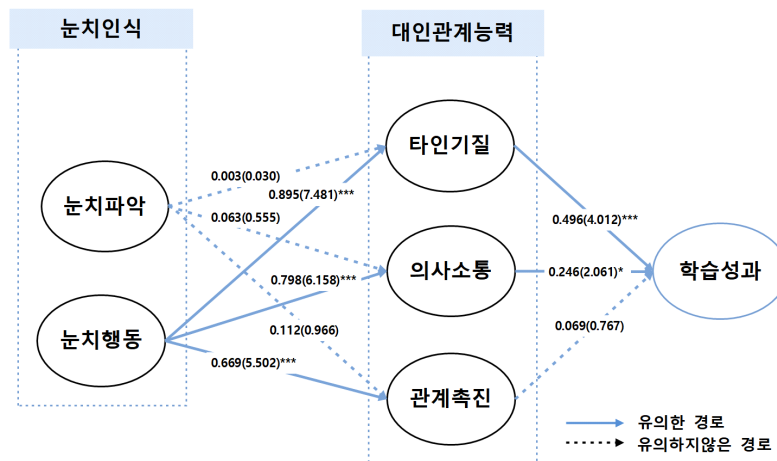 눈치인식
대인관계능력
타인기질
0.003(0.030)
0.895(7.481)***
눈치파악
0.063(0.555)
0.496(4.012)***
의사소통
0.246(2.061)*
학습성과
0.798(6.158)***
눈치행동
0.112(0.966)
0.069(0.767)
0.669(5.502)***
관계촉진
유의한 경로
유의하지않은 경로